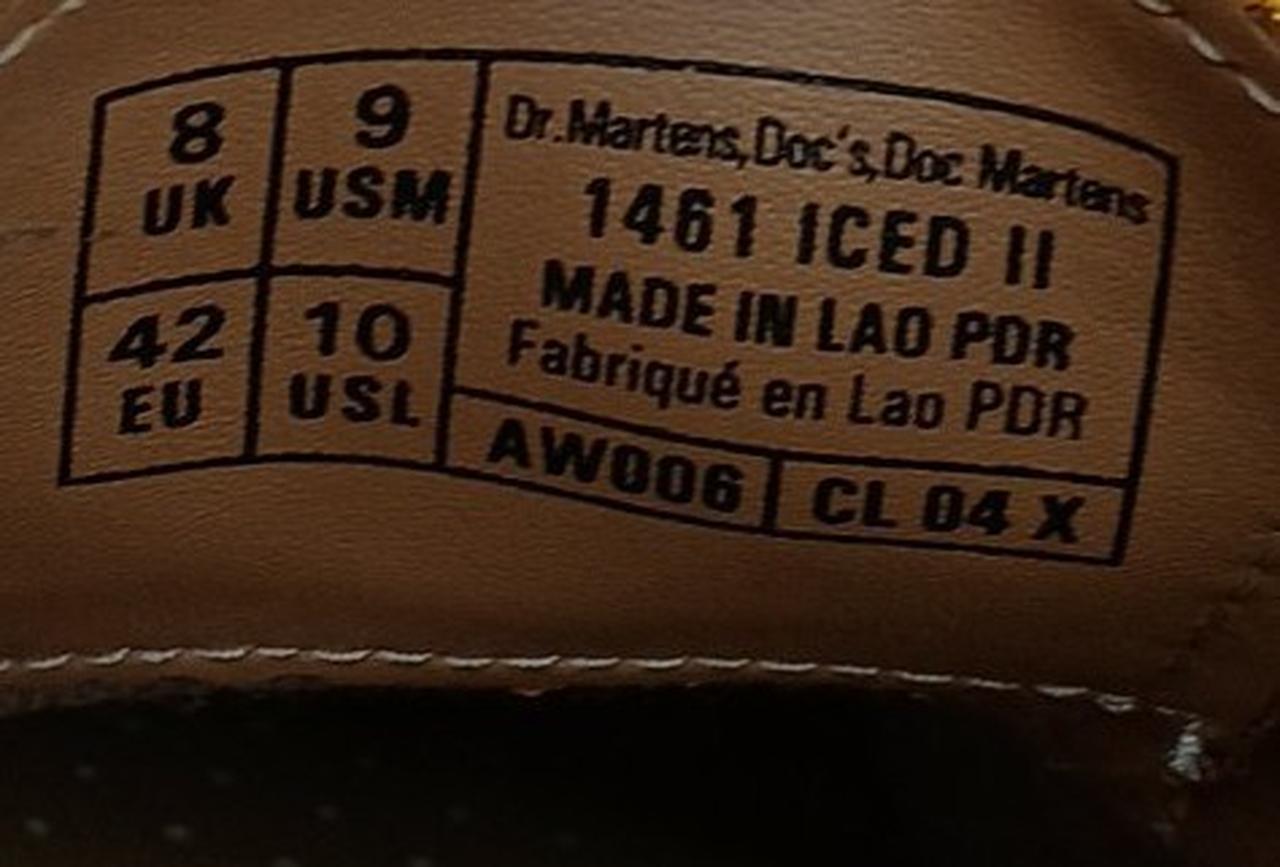 8
UK
9
USM
42
EU
10
USL
Dr.Martens,Doc's,Doc Martens
1461 ICED II
MADE IN LAO PDR
Fabriqué en Lao PDR
AW006
CL 04 X